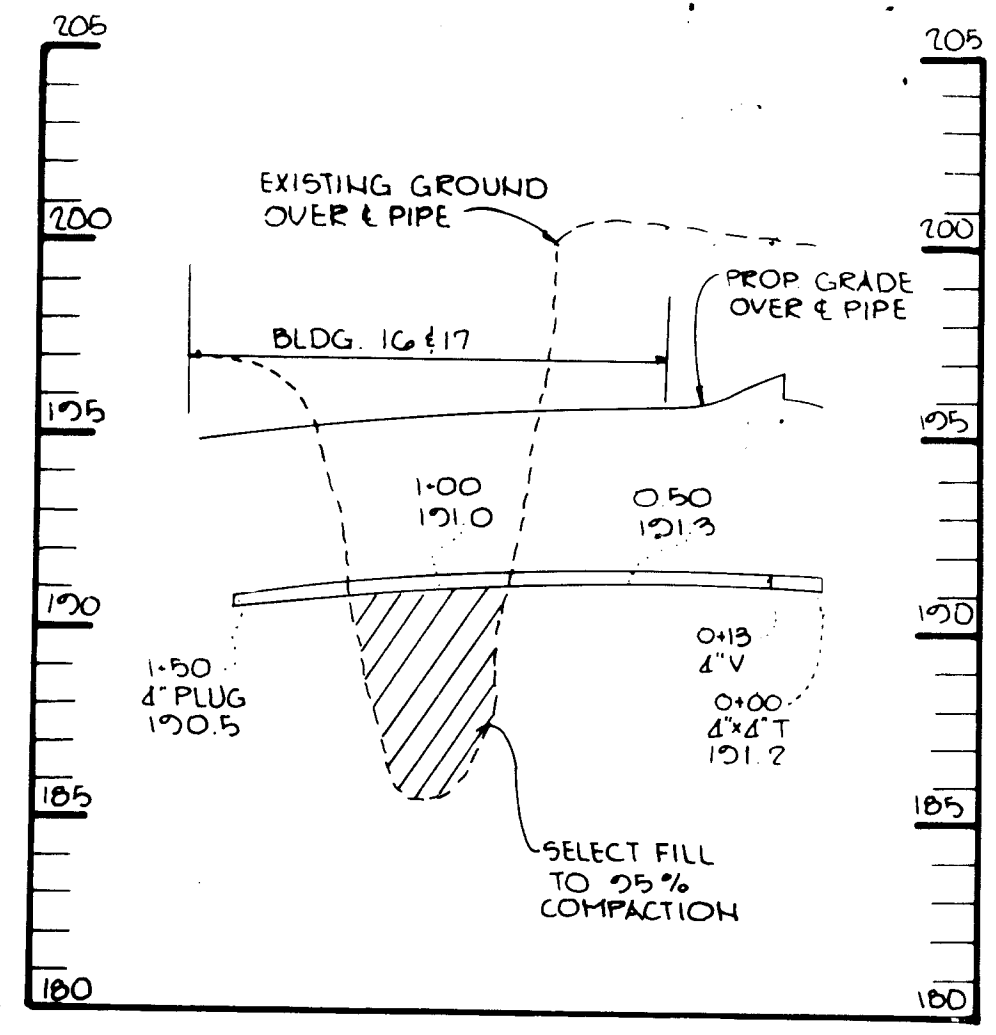 205
205
EXISTING GROUND
OVER ℄ PIPE
200
200
PROP. GRADE
OVER ℄ PIPE
BLDG. 16 & 17
195
195
1+00
191.0
0+50
191.3
190
190
1+50
4" PLUG
190.5
0+13
4" V
0+00
4"x4" T
191.2
185
185
SELECT FILL
TO 95%
COMPACTION
180
180